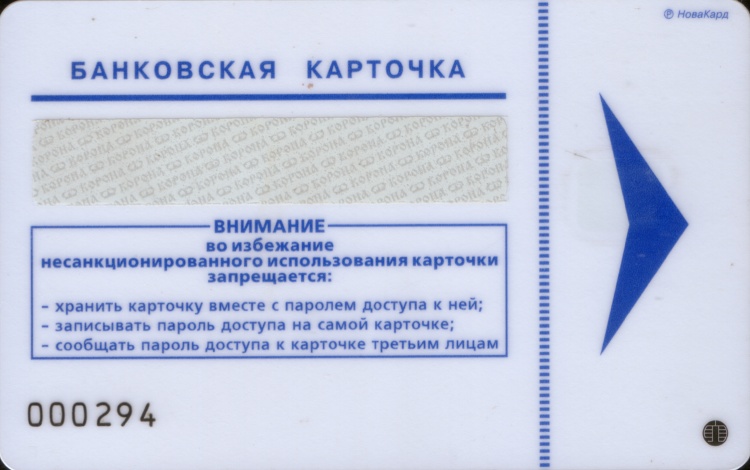 ℗ НоваКард
БАНКОВСКАЯ КАРТОЧКА
КОРОНА КОРОНА КОРОНА КОРОНА КОРОНА
ВНИМАНИЕ
во избежание
несанкционированного использования карточки
запрещается:
- хранить карточку вместе с паролем доступа к ней;
- записывать пароль доступа на самой карточке;
- сообщать пароль доступа к карточке третьим лицам
000294